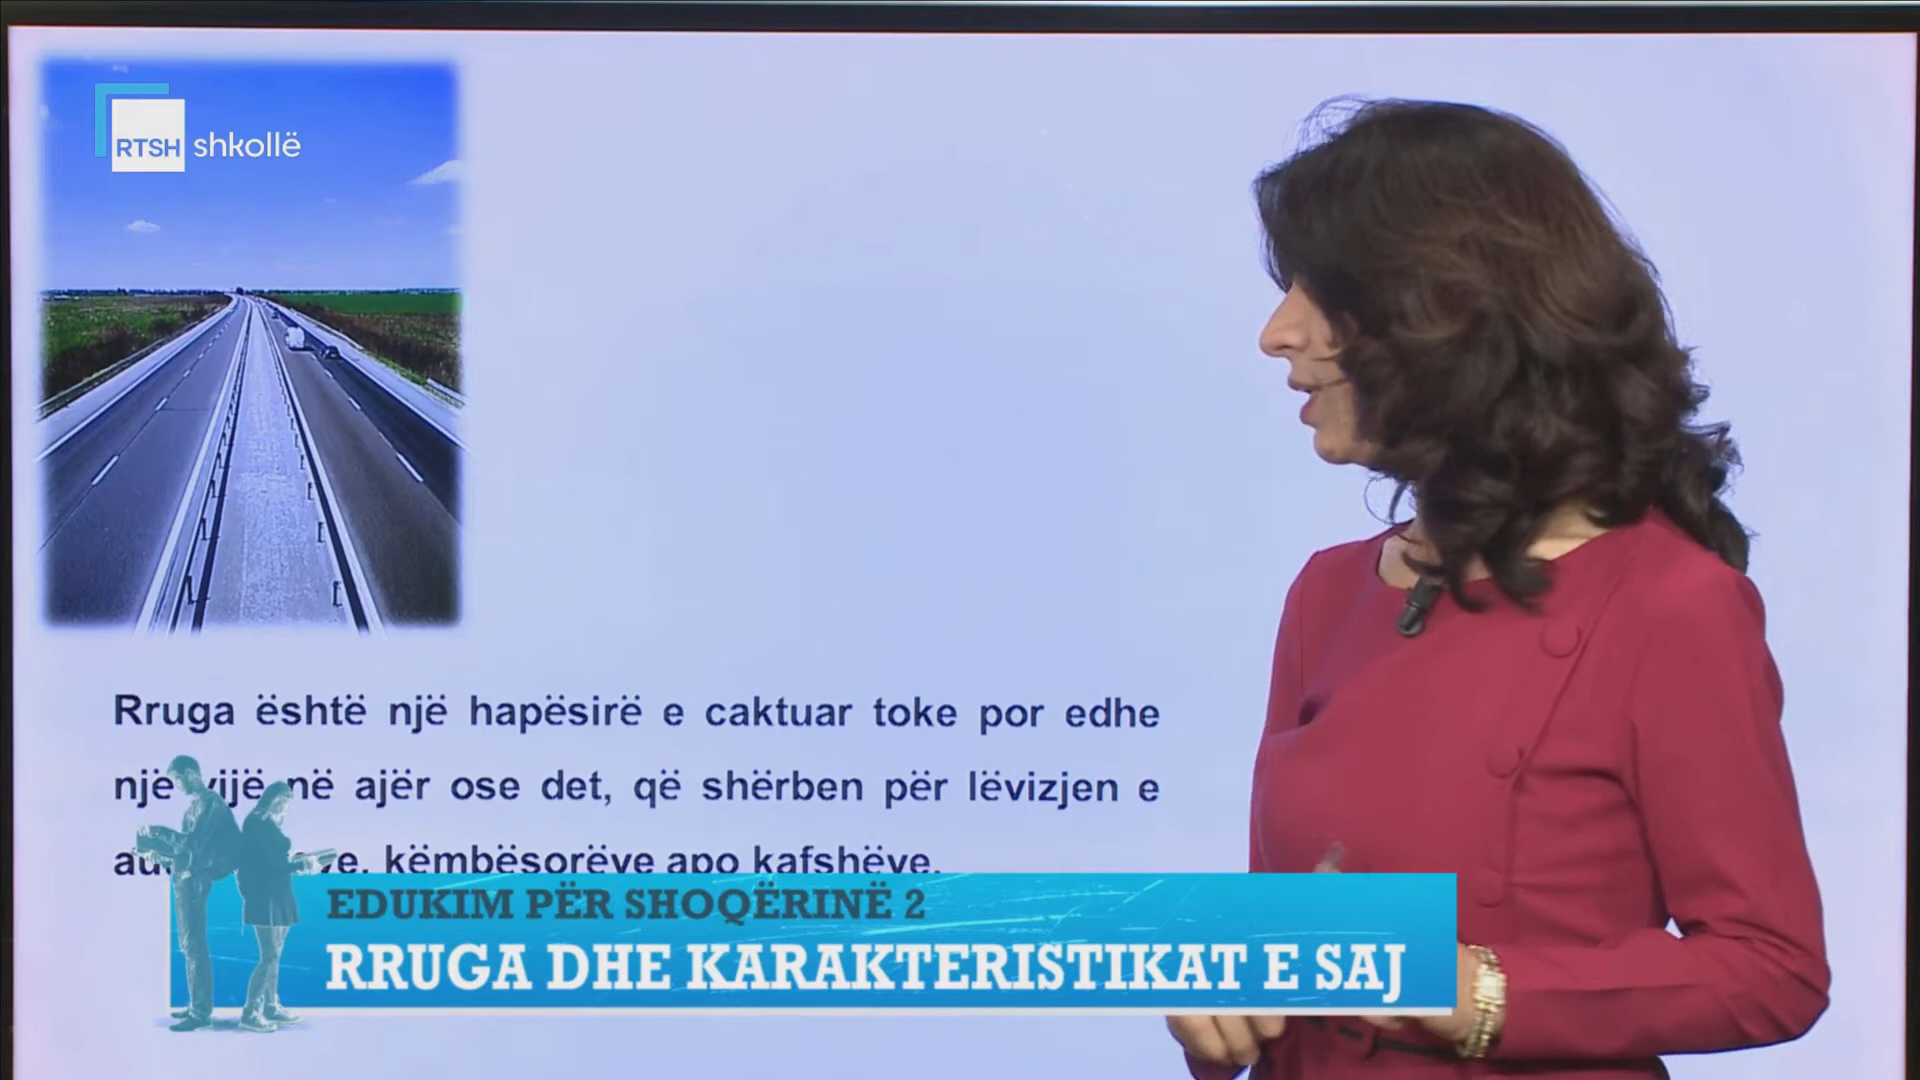 RTSH shkollë
Rruga është një hapësirë e caktuar toke por edhe
një vijë në ajër ose det, që shërben për lëvizjen e
këmbësorëve apo kafshëve.
EDUKIM PËR SHOQËRINË 2
RRUGA DHE KARAKTERISTIKAT E SAJ